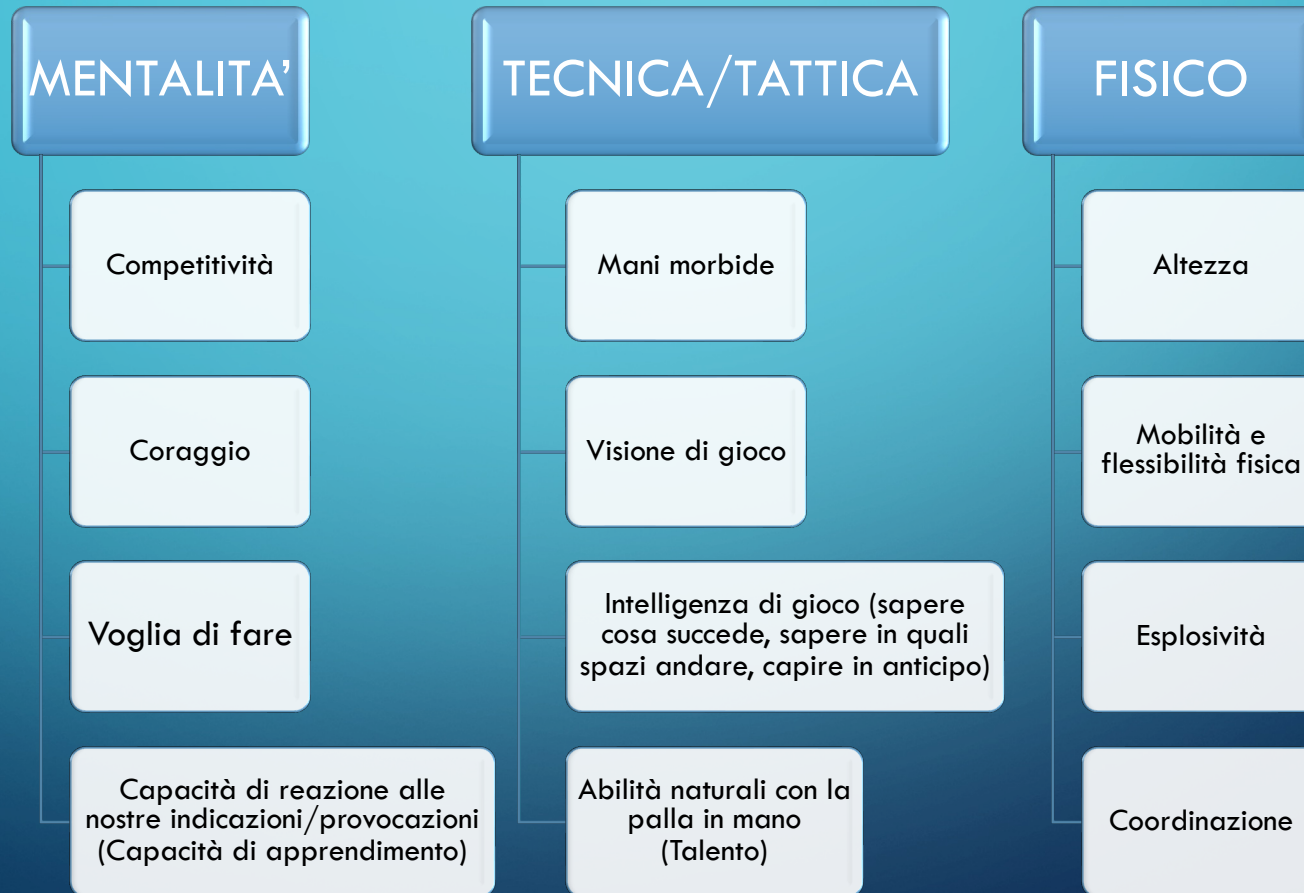 MENTALITA’
Competitività
Coraggio
Voglia di fare
Capacità di reazione alle
nostre indicazioni/provocazioni
(Capacità di apprendimento)
TECNICA/TATTICA
Mani morbide
Visione di gioco
Intelligenza di gioco (sapere
cosa succede, sapere in quali
spazi andare, capire in anticipo)
Abilità naturali con la
palla in mano
(Talento)
FISICO
Altezza
Mobilità e
flessibilità fisica
Esplosività
Coordinazione